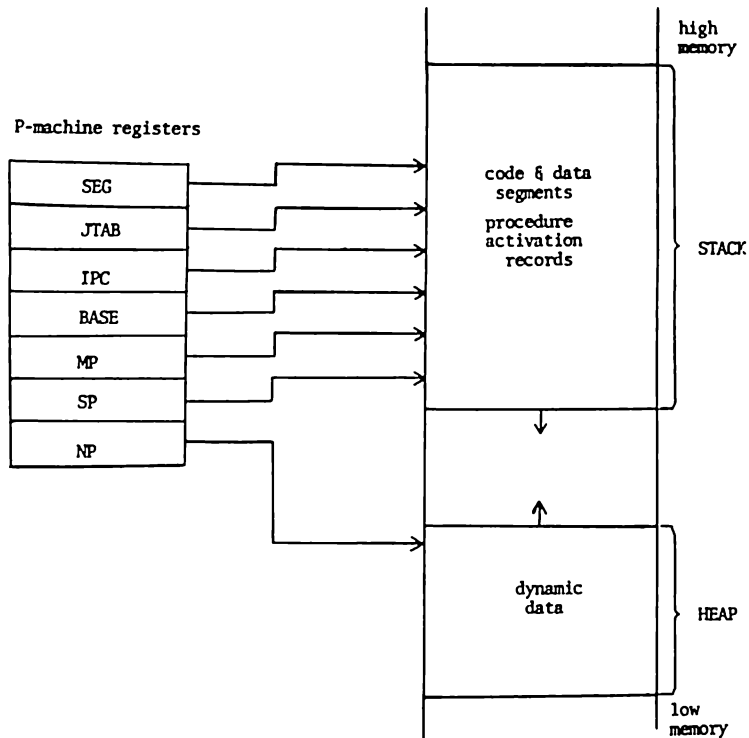 high
memory
P-machine registers
SEG
JTAB
IPC
BASE
MP
SP
NP
code & data
segments
procedure
activation
records
STACK
dynamic
data
HEAP
low
memory